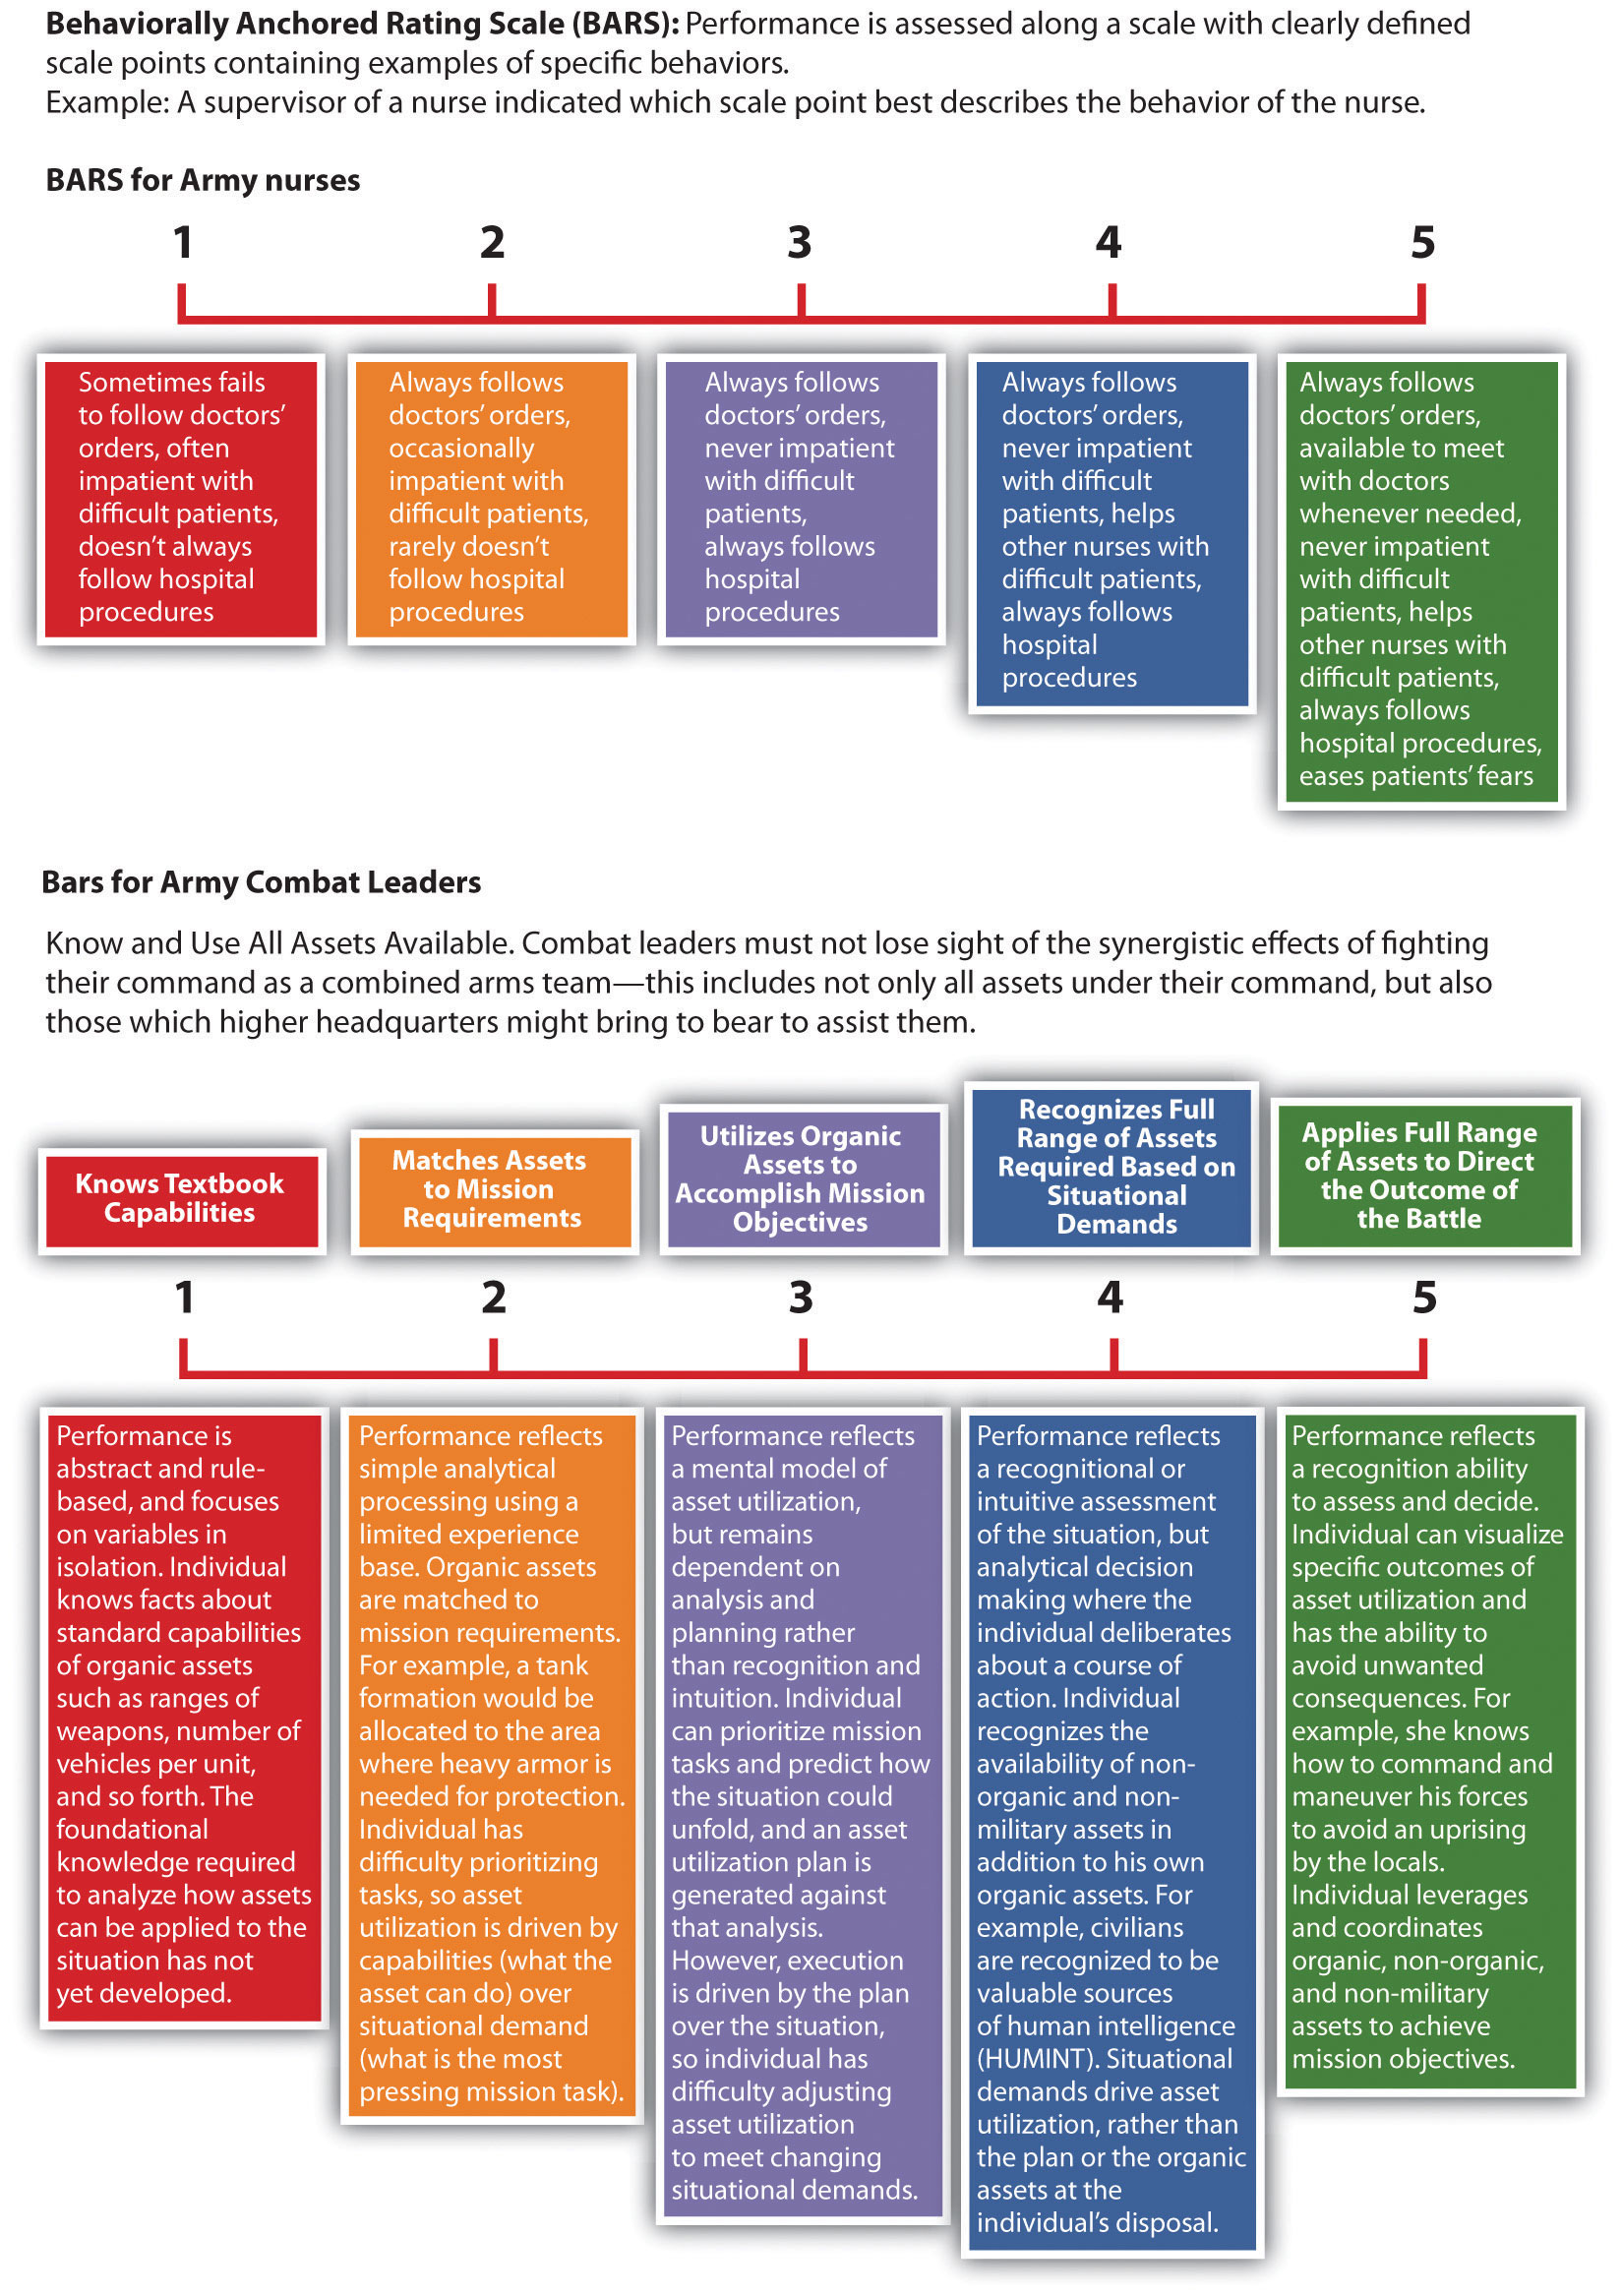 Behaviorally Anchored Rating Scale (BARS): Performance is assessed along a scale with clearly defined
scale points containing examples of specific behaviors.
Example: A supervisor of a nurse indicated which scale point best describes the behavior of the nurse.
BARS for Army nurses
1
2
3
4
5
Sometimes fails
to follow doctors’
orders, often
impatient with
difficult patients,
doesn’t always
follow hospital
procedures
Always follows
doctors’ orders,
occasionally
impatient with
difficult patients,
rarely doesn’t
follow hospital
procedures
Always follows
doctors’ orders,
never impatient
with difficult
patients,
always follows
hospital
procedures
Always follows
doctors’ orders,
never impatient
with difficult
patients, helps
other nurses with
difficult patients,
always follows
hospital
procedures
Always follows
doctors’ orders,
available to meet
with doctors
whenever needed,
never impatient
with difficult
patients, helps
other nurses with
difficult patients,
always follows
hospital procedures,
eases patients’ fears
Bars for Army Combat Leaders
Know and Use All Assets Available. Combat leaders must not lose sight of the synergistic effects of fighting
their command as a combined arms team—this includes not only all assets under their command, but also
those which higher headquarters might bring to bear to assist them.
Knows Textbook
Capabilities
Matches Assets
to Mission
Requirements
Utilizes Organic
Assets to
Accomplish Mission
Objectives
Recognizes Full
Range of Assets
Required Based on
Situational
Demands
Applies Full Range
of Assets to Direct
the Outcome of
the Battle
1
2
3
4
5
Performance is
abstract and rule-
based, and focuses
on variables in
isolation. Individual
knows facts about
standard capabilities
of organic assets
such as ranges of
weapons, number of
vehicles per unit,
and so forth. The
foundational
knowledge required
to analyze how assets
can be applied to the
situation has not
yet developed.
Performance reflects
simple analytical
processing using a
limited experience
base. Organic assets
are matched to
mission requirements.
For example, a tank
formation would be
allocated to the area
where heavy armor is
needed for protection.
Individual has
difficulty prioritizing
tasks, so asset
utilization is driven by
capabilities (what the
asset can do) over
situational demand
(what is the most
pressing mission task).
Performance reflects
a mental model of
asset utilization,
but remains
dependent on
analysis and
planning rather
than recognition and
intuition. Individual
can prioritize mission
tasks and predict how
the situation could
unfold, and an asset
utilization plan is
generated against
that analysis.
However, execution
is driven by the plan
over the situation,
so individual has
difficulty adjusting
asset utilization
to meet changing
situational demands.
Performance reflects
a recognitional or
intuitive assessment
of the situation, but
analytical decision
making where the
individual deliberates
about a course of
action. Individual
recognizes the
availability of non-
organic and non-
military assets in
addition to his own
organic assets. For
example, civilians
are recognized to be
valuable sources
of human intelligence
(HUMINT). Situational
demands drive asset
utilization, rather than
the plan or the organic
assets at the
individual’s disposal.
Performance reflects
a recognition ability
to assess and decide.
Individual can visualize
specific outcomes of
asset utilization and
has the ability to
avoid unwanted
consequences. For
example, she knows
how to command and
maneuver his forces
to avoid an uprising
by the locals.
Individual leverages
and coordinates
organic, non-organic,
and non-military
assets to achieve
mission objectives.